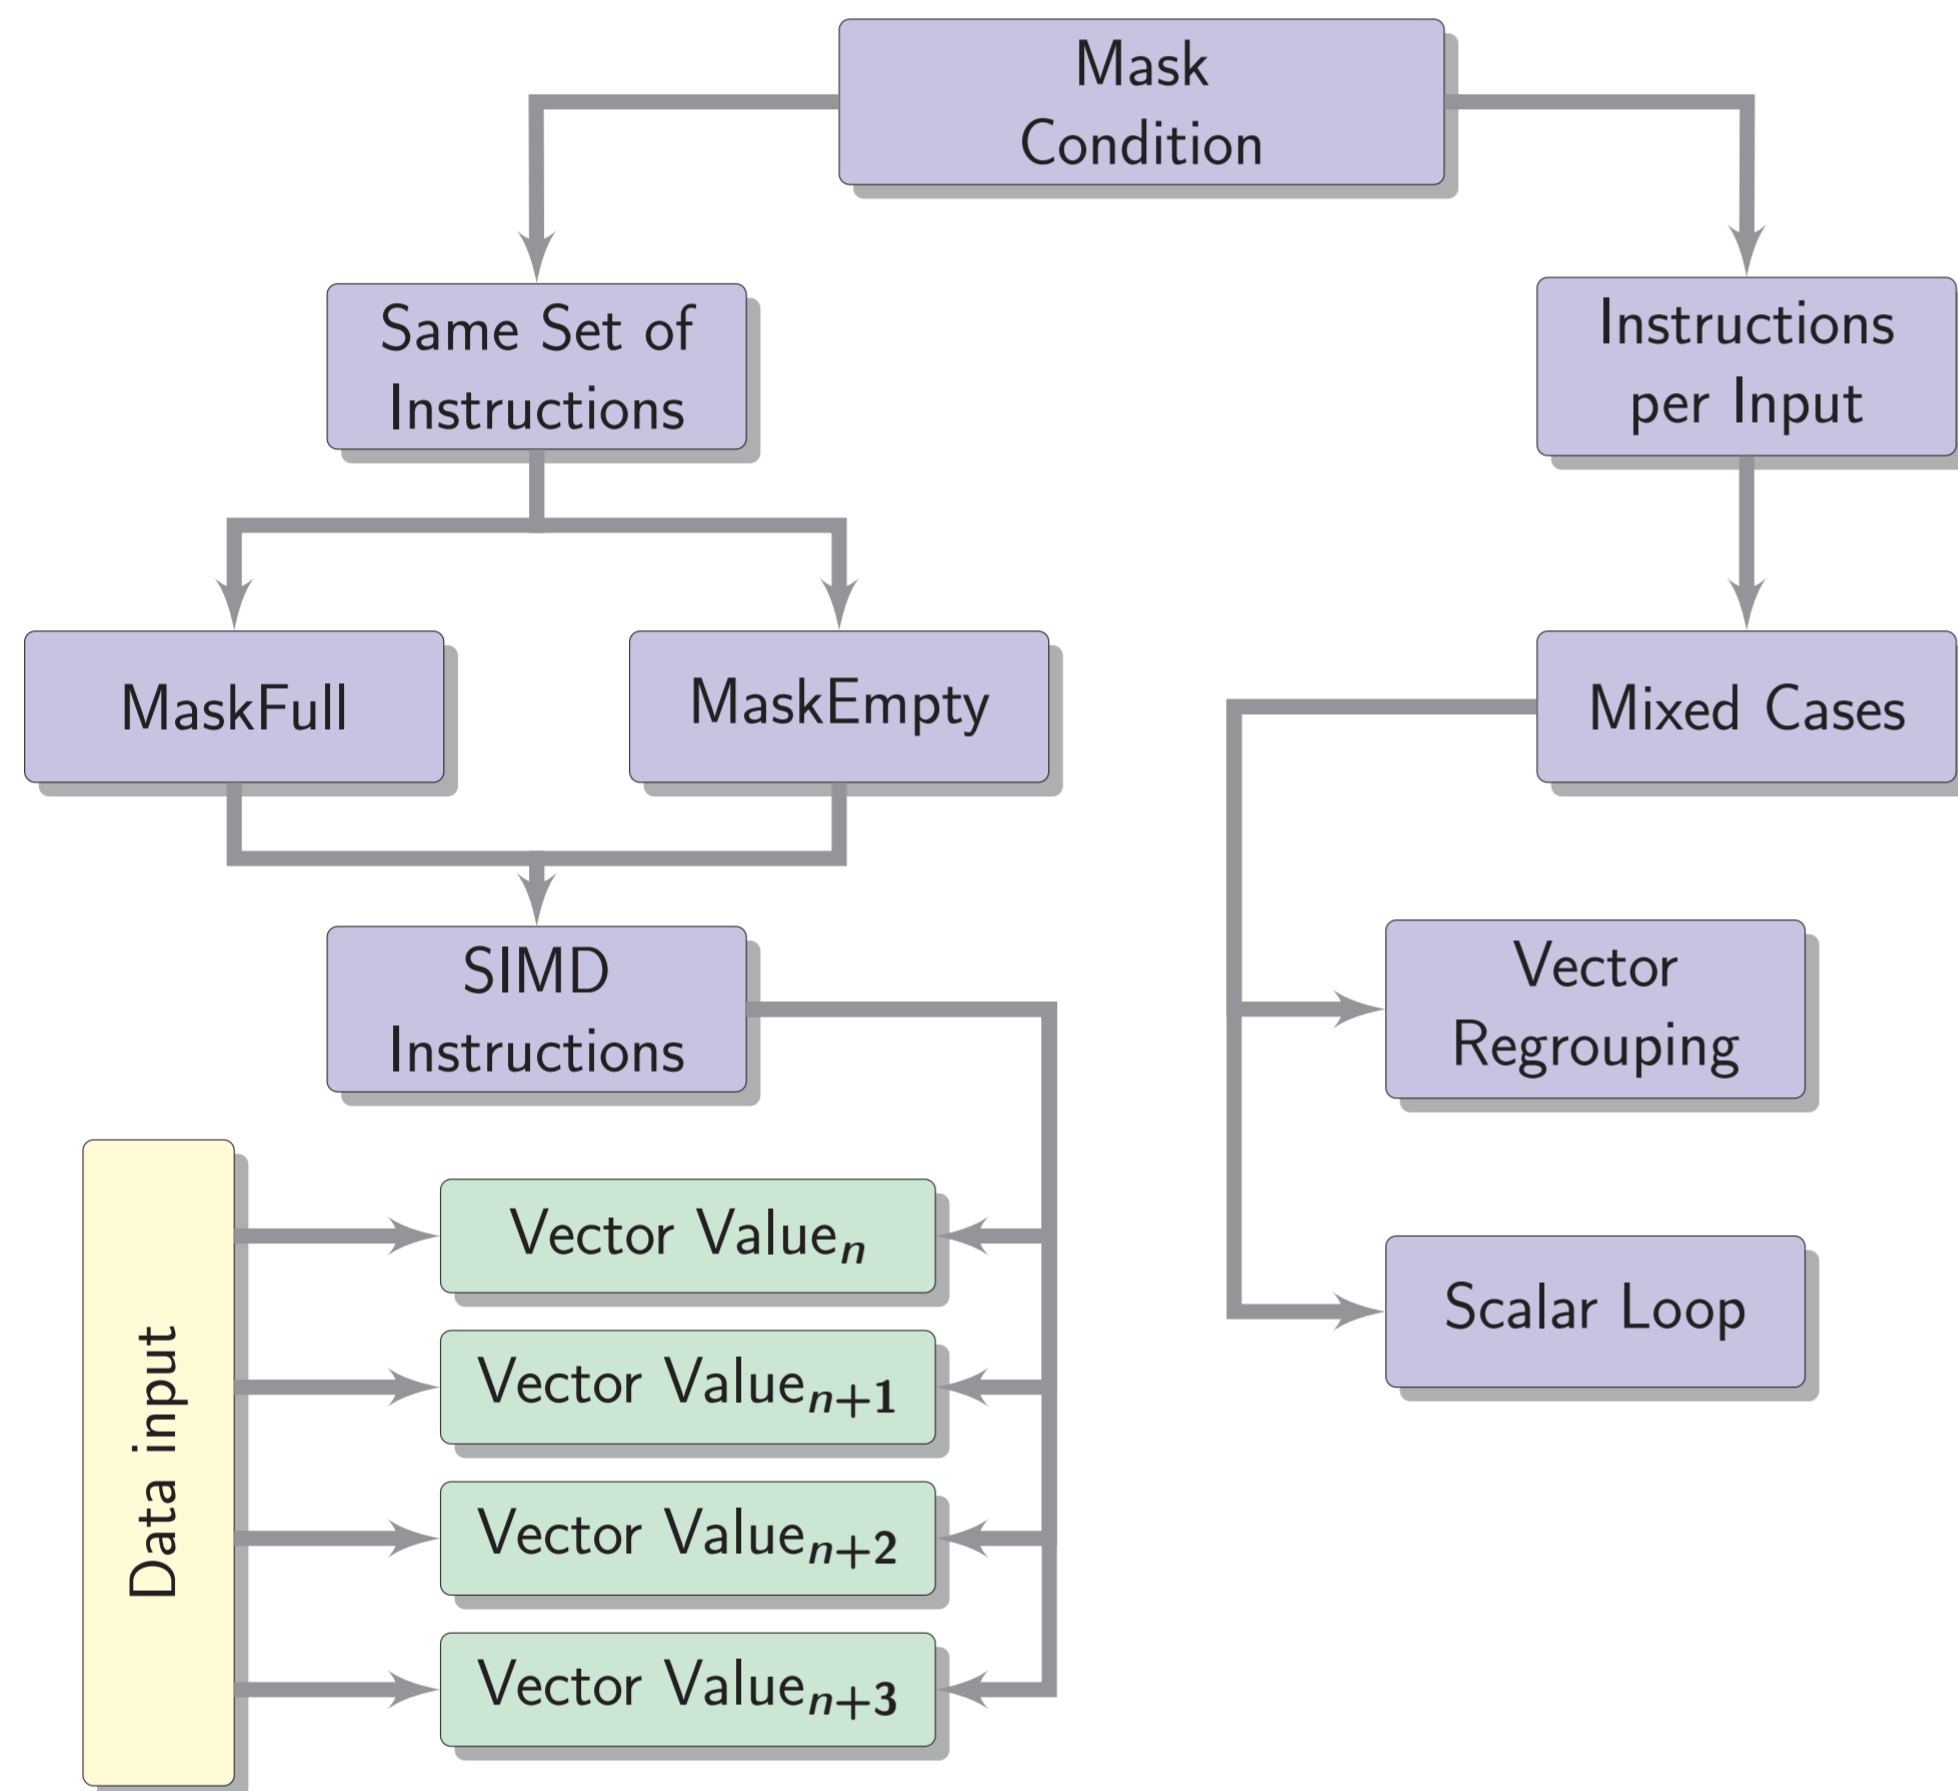 Mask
Condition
Same Set of
Instructions
Instructions
per Input
MaskFull
MaskEmpty
Mixed Cases
SIMD
Instructions
Vector
Regrouping
Data input
Vector Valueₙ
Vector Valueₙ₊₁
Vector Valueₙ₊₂
Vector Valueₙ₊₃
Scalar Loop